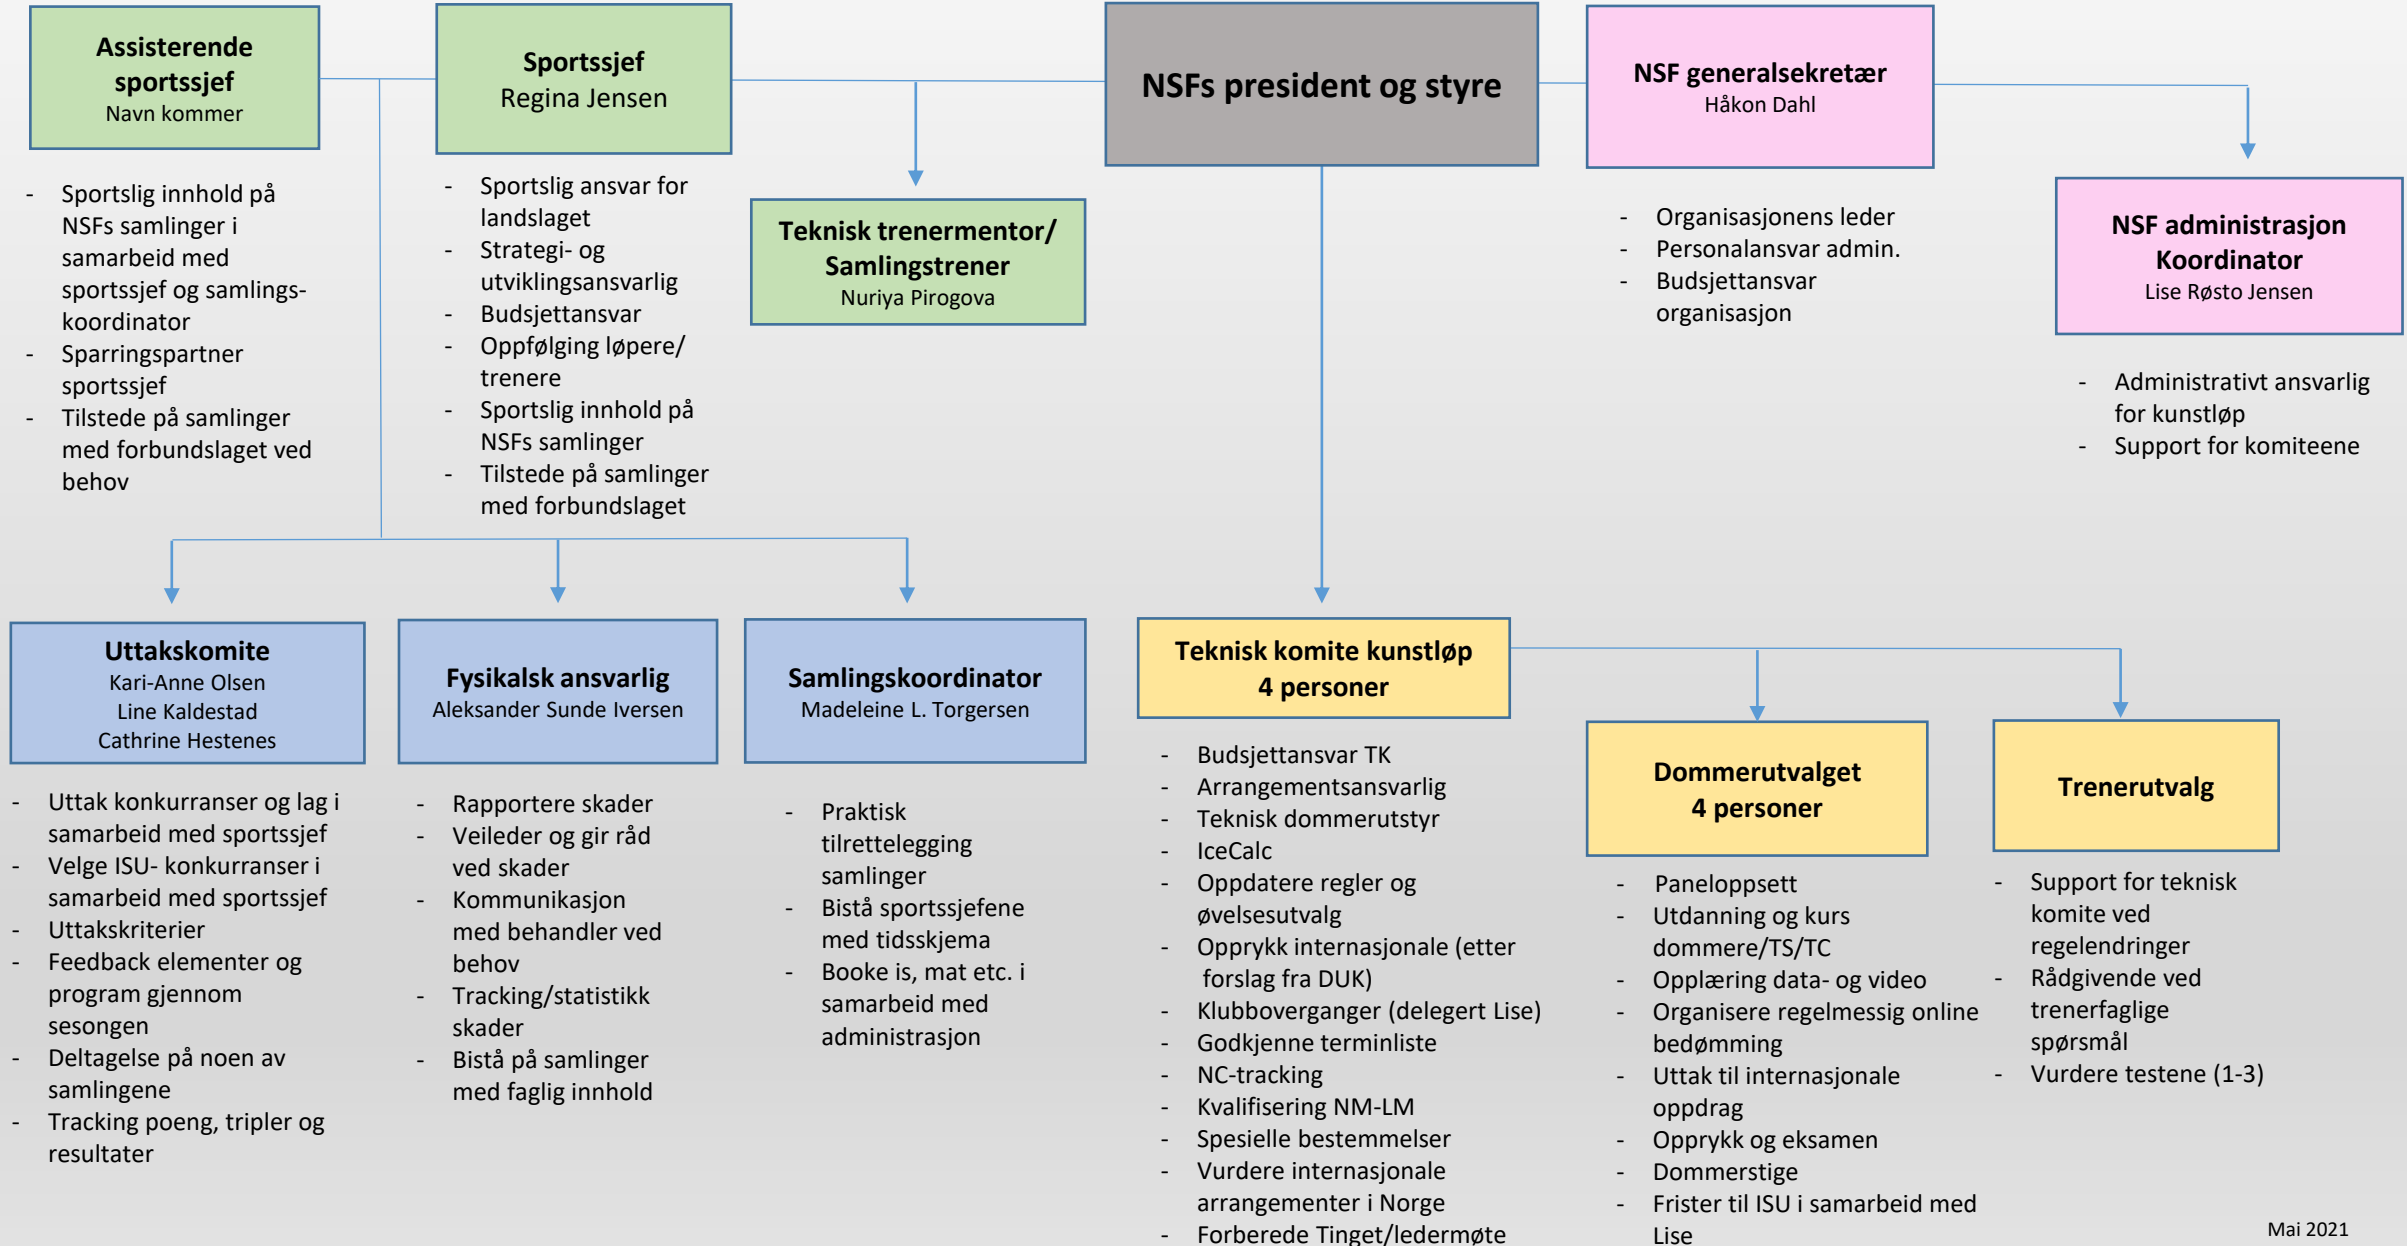 Assisterende
sportssjef
Navn kommer
- Sportslig innhold på
NSFs samlinger i
samarbeid med
sportssjef og samlings-
koordinator
- Sparringspartner
sportssjef
- Tilstede på samlinger
med forbundslaget ved
behov
Sportssjef
Regina Jensen
- Sportslig ansvar for
landslaget
- Strategi- og
utviklingsansvarlig
- Budsjettansvar
- Oppfølging løpere/
trenere
- Sportslig innhold på
NSFs samlinger
- Tilstede på samlinger
med forbundslaget
Teknisk trenermentor/
Samlingstrener
Nuriya Pirogova
NSFs president og styre
NSF generalsekretær
Håkon Dahl
- Organisasjonens leder
- Personalansvar admin.
- Budsjettansvar
organisasjon
NSF administrasjon
Koordinator
Lise Røsto Jensen
- Administrativt ansvarlig
for kunstløp
- Support for komiteene
Uttakskomite
Kari-Anne Olsen
Line Kaldestad
Cathrine Hestenes
- Uttak konkurranser og lag i
samarbeid med sportssjef
- Velge ISU- konkurranser i
samarbeid med sportssjef
- Uttakskriterier
- Feedback elementer og
program gjennom
sesongen
- Deltagelse på noen av
samlingene
- Tracking poeng, tripler og
resultater
Fysikalsk ansvarlig
Aleksander Sunde Iversen
- Rapportere skader
- Veileder og gir råd
ved skader
- Kommunikasjon
med behandler ved
behov
- Tracking/statistikk
skader
- Bistå på samlinger
med faglig innhold
Samlingskoordinator
Madeleine L. Torgersen
- Praktisk
tilrettelegging
samlinger
- Bistå sportssjefene
med tidsskjema
- Booke is, mat etc. i
samarbeid med
administrasjon
Teknisk komite kunstløp
4 personer
- Budsjettansvar TK
- Arrangementsansvarlig
- Teknisk dommerutstyr
- IceCalc
- Oppdatere regler og
øvelsesutvalg
- Opprykk internasjonale (etter
forslag fra DUK)
- Klubboverganger (delegert Lise)
- Godkjenne terminliste
- NC-tracking
- Kvalifisering NM-LM
- Spesielle bestemmelser
- Vurdere internasjonale
arrangementer i Norge
- Forberede Tinget/ledermøte
Dommerutvalget
4 personer
- Paneloppsett
- Utdanning og kurs
dommere/TS/TC
- Opplæring data- og video
- Organisere regelmessig online
bedømming
- Uttak til internasjonale
oppdrag
- Opprykk og eksamen
- Dommerstige
- Frister til ISU i samarbeid med
Lise
Trenerutvalg
- Support for teknisk
komite ved
regelendringer
- Rådgivende ved
trenerfaglige
spørsmål
- Vurdere testene (1-3)
Mai 2021